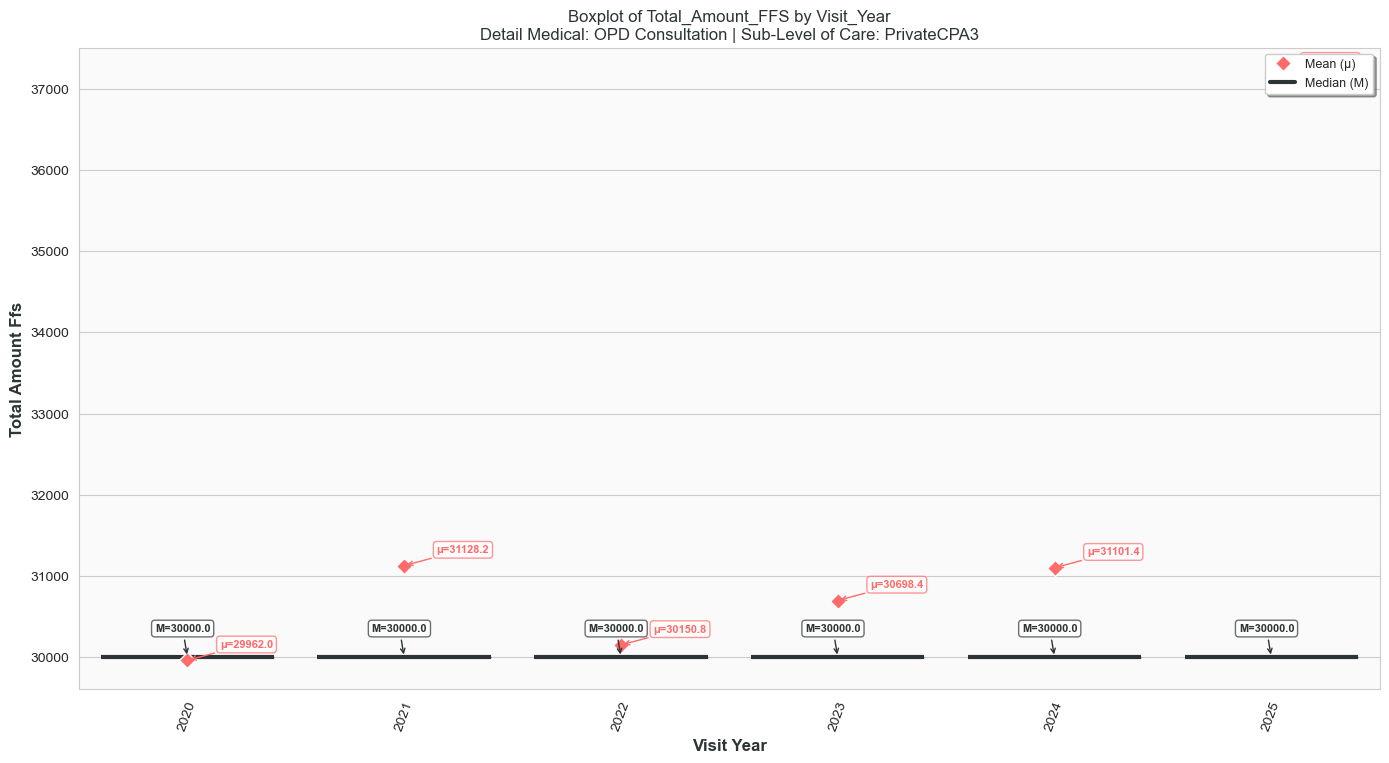 Boxplot of Total_Amount_FFS by Visit_Year
Detail Medical: OPD Consultation | Sub-Level of Care: PrivateCPA3
Mean (μ)
Median (M)
37000
36000
35000
34000
33000
32000
31000
30000
Total Amount Ffs
M=30000.0
μ=29962.0
M=30000.0
μ=31128.2
M=30000.0
μ=30150.8
M=30000.0
μ=30698.4
M=30000.0
μ=31101.4
M=30000.0
2020
2021
2022
2023
2024
2025
Visit Year